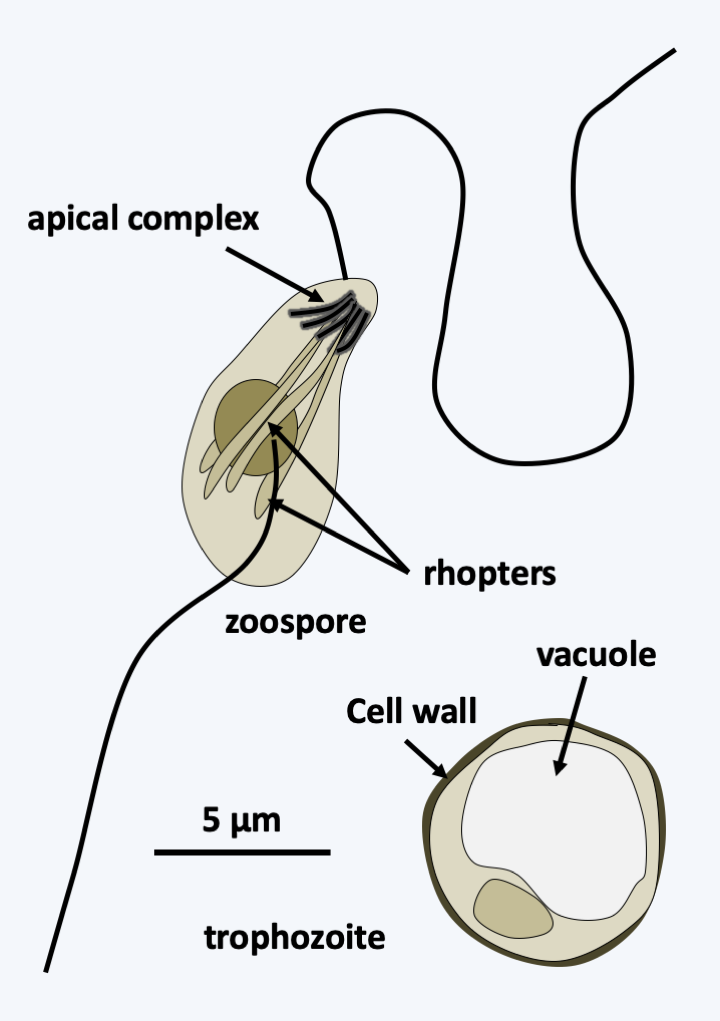 apical complex
rhopters
zoospore
vacuole
Cell wall
5 µm
trophozoite